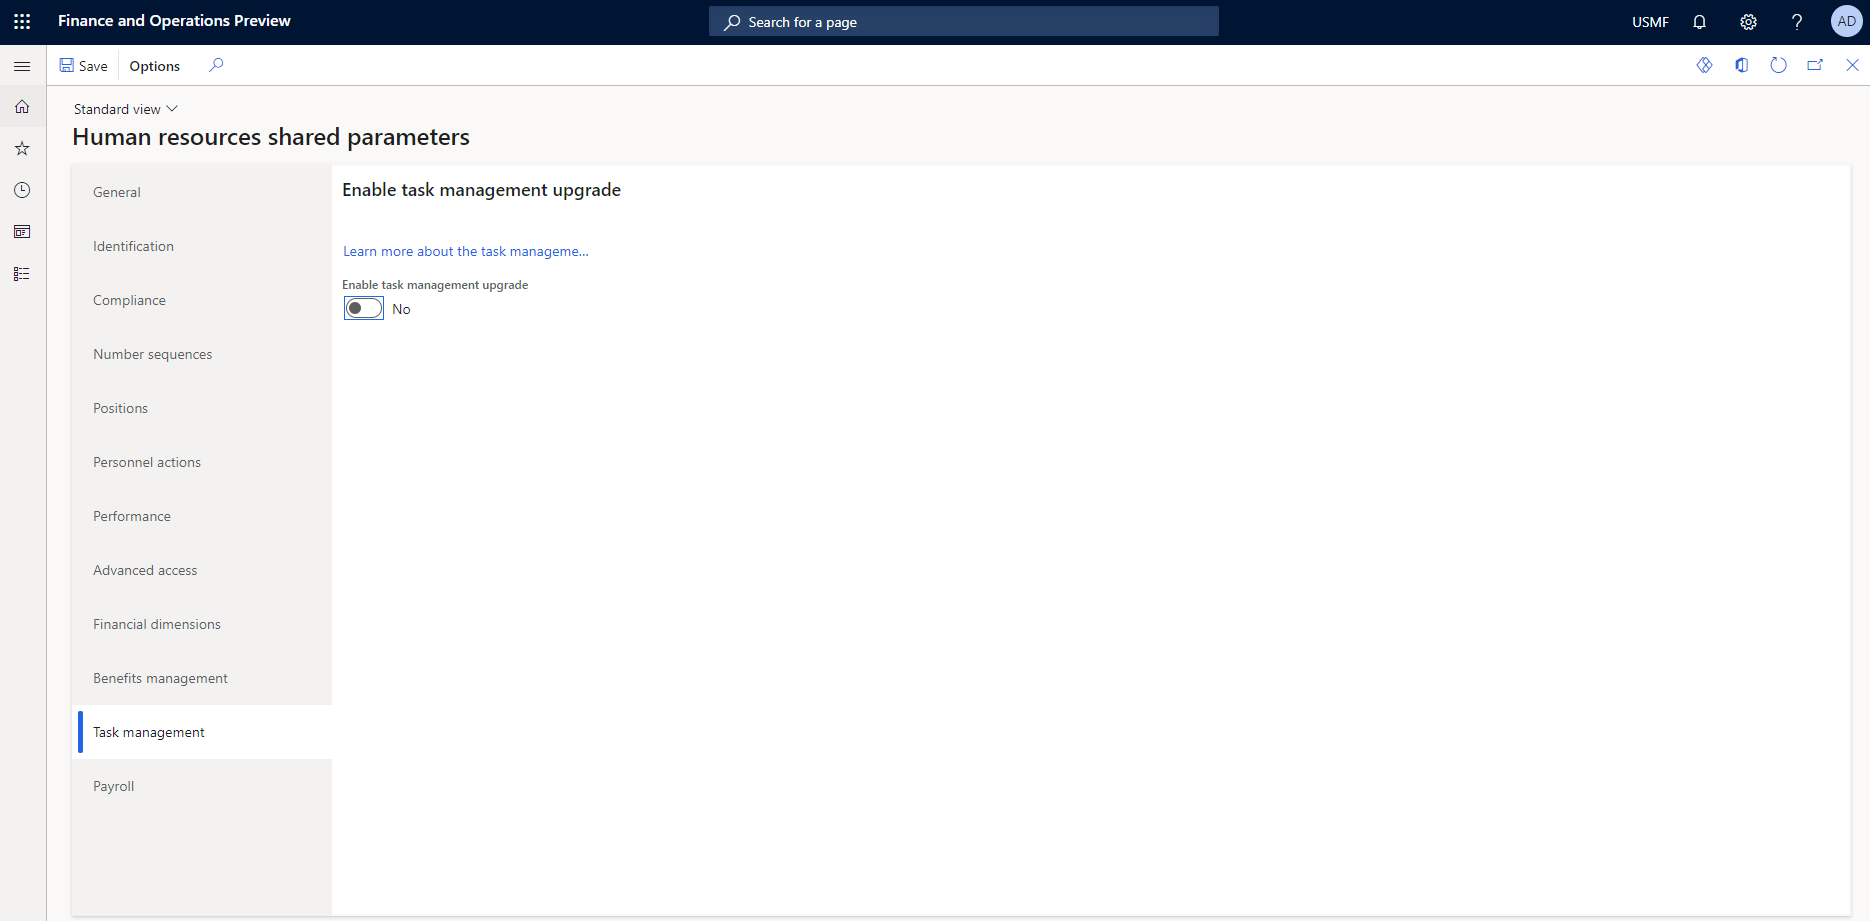 Finance and Operations Preview
Search for a page
USMF
AD
Save
Options
Standard view
Human resources shared parameters
General
Identification
Compliance
Number sequences
Positions
Personnel actions
Performance
Advanced access
Financial dimensions
Benefits management
Task management
Payroll
Enable task management upgrade
Learn more about the task manageme...
Enable task management upgrade
No